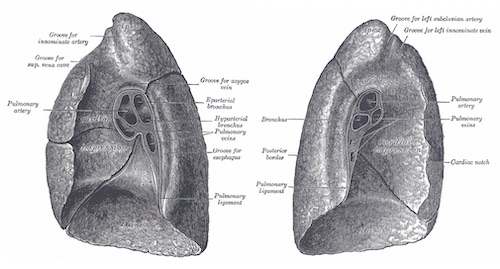 Apex
Groove for
innominate artery
Groove for
sup. vena cava
Pulmonary
artery
Groove for azygos
vein
Eparterial
bronchus
Hyparterial
bronchus
Pulmonary
veins
Groove for
esophagus
Pulmonary
ligament
Apex
Groove for left subclavian artery
Groove for left innominate vein
Bronchus
Posterior
border
Pulmonary
ligament
Pulmonary
artery
Pulmonary
veins
Cardiac notch